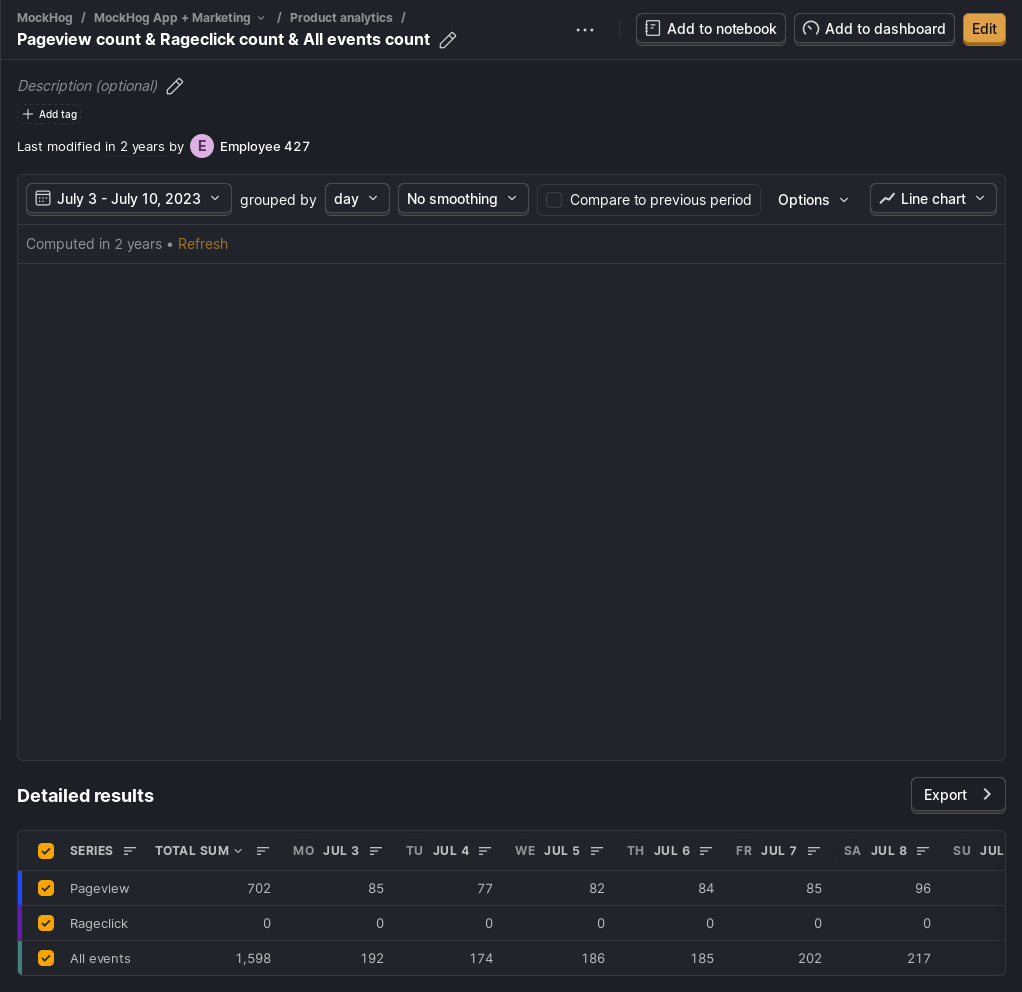 MockHog / MockHog App + Marketing / Product analytics /
Pageview count & Rageclick count & All events count
Add to notebook
Add to dashboard
Edit
Description (optional)
Add tag
Last modified in 2 years by E Employee 427
July 3 - July 10, 2023 grouped by day No smoothing Compare to previous period Options Line chart
Computed in 2 years • Refresh
Detailed results
Export
SERIES TOTAL SUM MO JUL 3 TU JUL 4 WE JUL 5 TH JUL 6 FR JUL 7 SA JUL 8 SU JUL
Pageview 702 85 77 82 84 85 96
Rageclick 0 0 0 0 0 0 0
All events 1,598 192 174 186 185 202 217